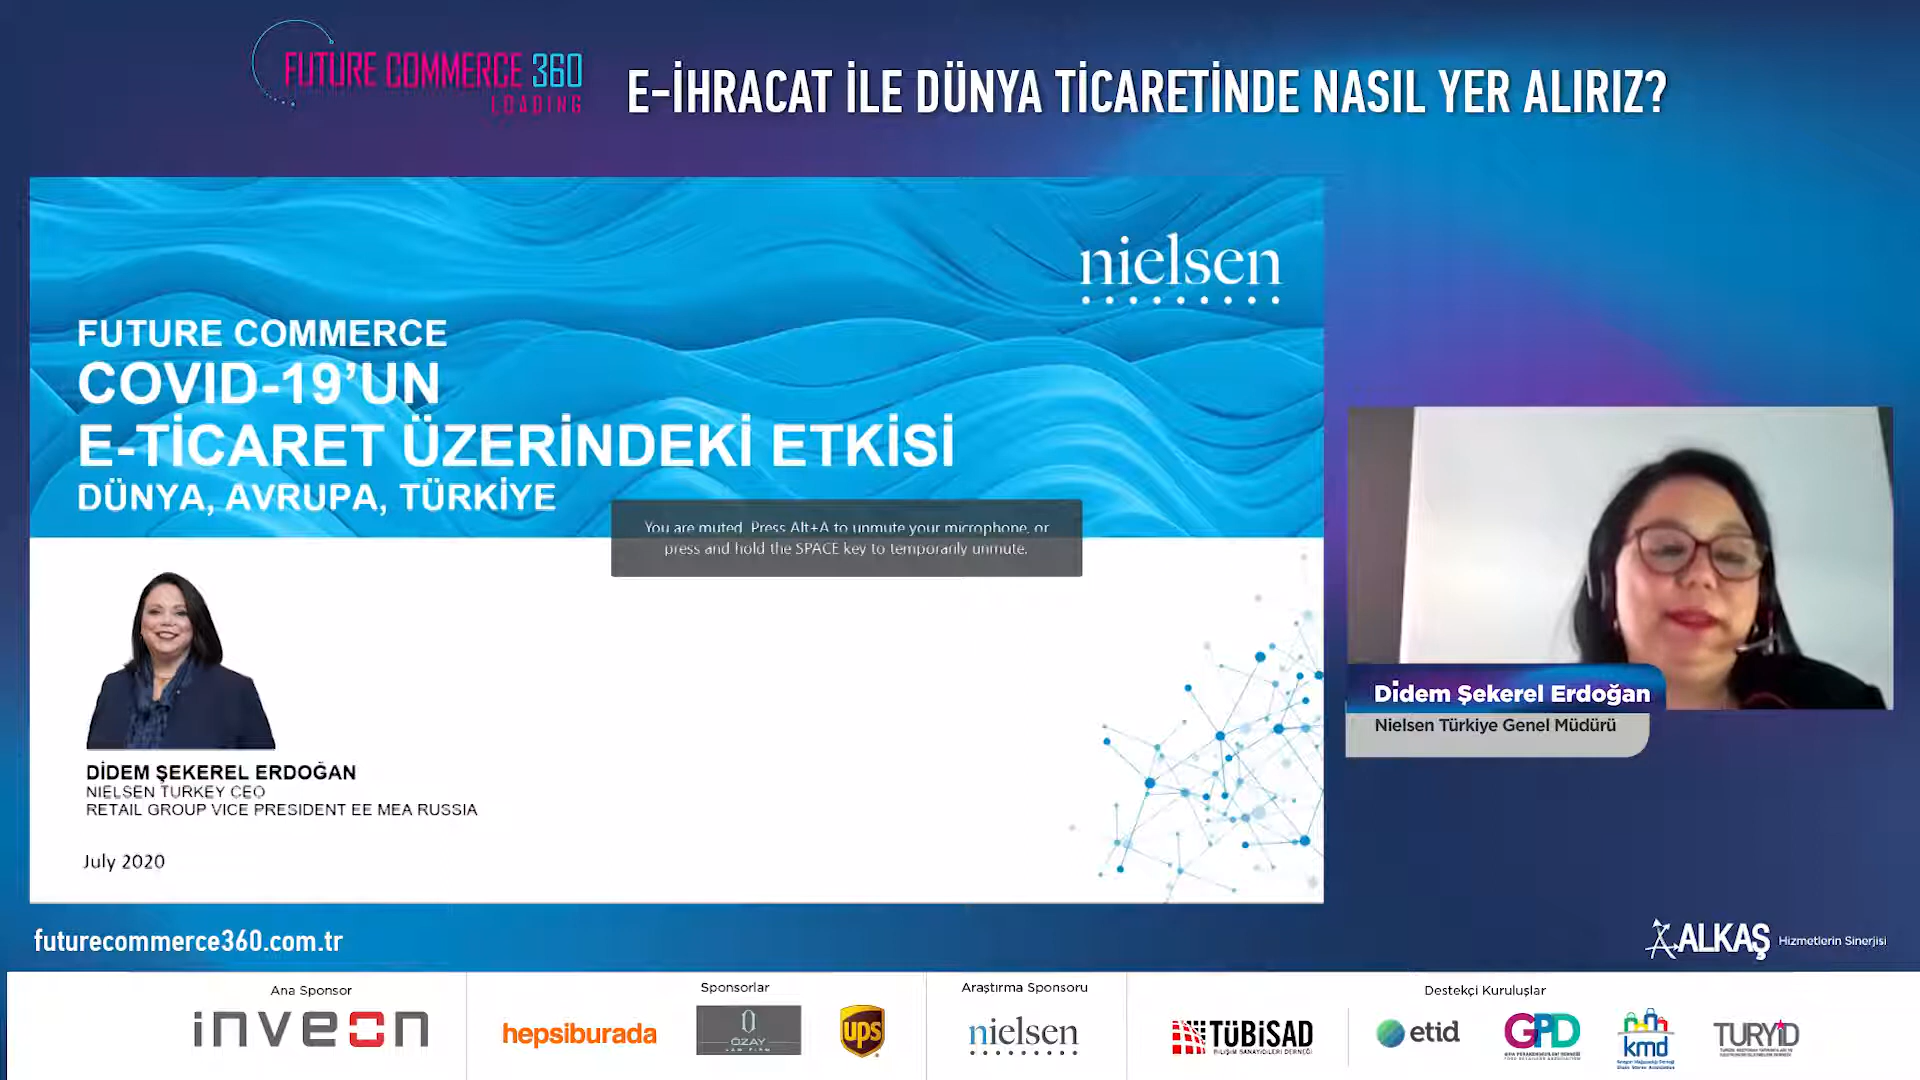 FUTURE COMMERCE 360
LOADING
E-İHRACAT İLE DÜNYA TİCARETİNDE NASIL YER ALIRIZ?
nielsen
FUTURE COMMERCE
COVID-19’UN
E-TİCARET ÜZERİNDEKİ ETKİSİ
DÜNYA, AVRUPA, TÜRKİYE
You are muted. Press Alt+A to unmute your microphone, or
press and hold the SPACE key to temporarily unmute.
DİDEM ŞEKEREL ERDOĞAN
NIELSEN TURKEY CEO
RETAIL GROUP VICE PRESIDENT EE MEA RUSSIA
July 2020
Didem Şekerel Erdoğan
Nielsen Türkiye Genel Müdürü
futurecommerce360.com.tr
ALKAŞ Hizmetlerin Sinerjisi
Ana Sponsor
inveon
Sponsorlar
hepsiburada
ÖZAY
LAW FIRM
ups
Araştırma Sponsoru
nielsen
TÜBİSAD
BİLİŞİM SANAYİCİLERİ DERNEĞİ
Destekçi Kuruluşlar
etid
GPD
kmd
TURYİD